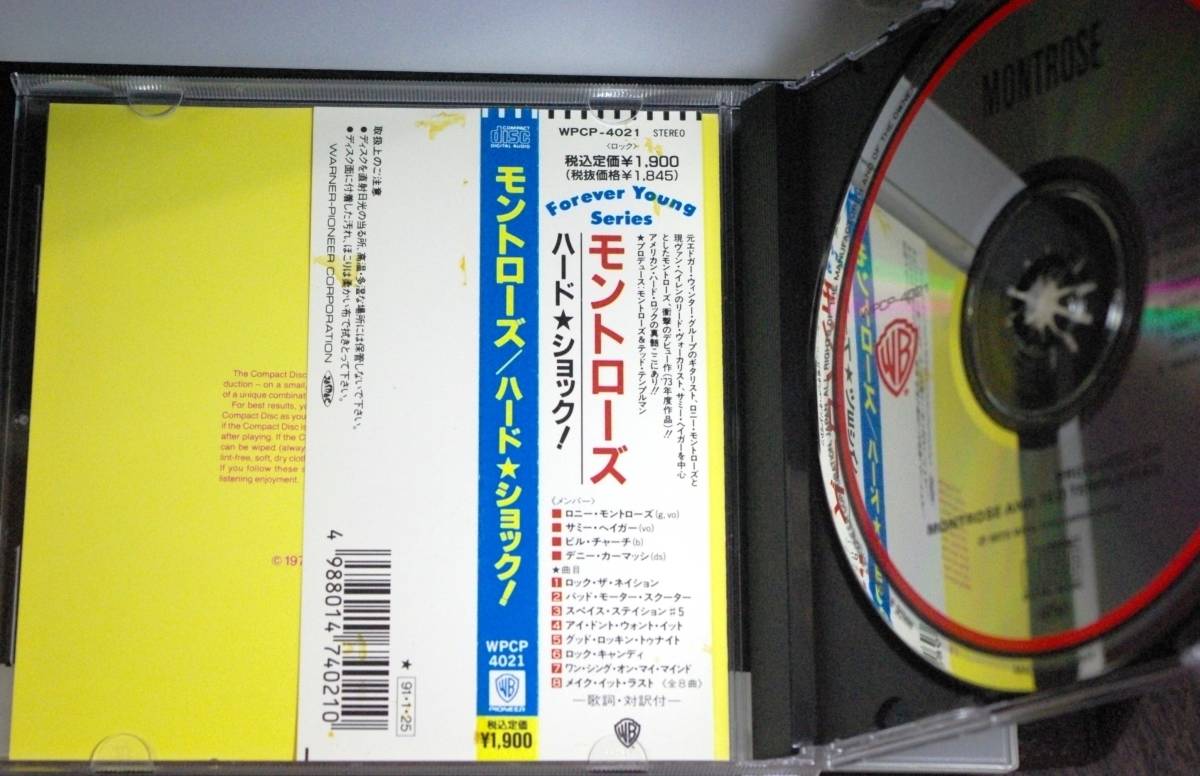 The Compact Disc
duction – on a small,
of a unique combinat
For best results, y
Compact Disc as you
if the Compact Disc is
after playing. If the C
can be wiped (alway
lint-free, soft, dry clot
If you follow these
listening enjoyment.
© 197
取扱上のご注意
●ディスクを直射日光の当る所、高温・多湿な場所には保管しないで下さい。
●ディスク面に付着した汚れ、ほこりは柔かい布で拭きとって下さい。
WARNER-PIONEER CORPORATION
4 988014 740210
★
91・1・25
COMPACT
disc
DIGITAL AUDIO
モントローズ/ハード★ショック!
WPCP
4021
WB
PIONEER
税込定価
¥1,900
WPCP-4021 STEREO
〈ロック〉
税込定価¥1,900
(税抜価格¥1,845)
Forever Young
Series
モントローズ
ハード★ショック!
元エドガー・ウィンター・グループのギタリスト、ロニー・モントローズと
現ヴァン・ヘイレンのリード・ヴォーカリスト、サミー・ヘイガーを中心
としたモントローズ、衝撃のデビュー作('73年度作品)!!
アメリカン・ハード・ロックの真髄ここにあり!!
★プロデュース:モントローズ&テッド・テンプルマン
〈メンバー〉
■ロニー・モントローズ(g, vo)
■サミー・ヘイガー(vo)
■ビル・チャーチ(b)
■デニー・カーマッシ(ds)
★曲目
1 ロック・ザ・ネイション
2 バッド・モーター・スクーター
3 スペイス・ステイション♯5
4 アイ・ドント・ウォント・イット
5 グッド・ロッキン・トゥナイト
6 ロック・キャンディ
7 ワン・シング・オン・マイ・マインド
8 メイク・イット・ラスト〈全8曲〉
—歌詞・対訳付—
WB
MONTROSE
WB